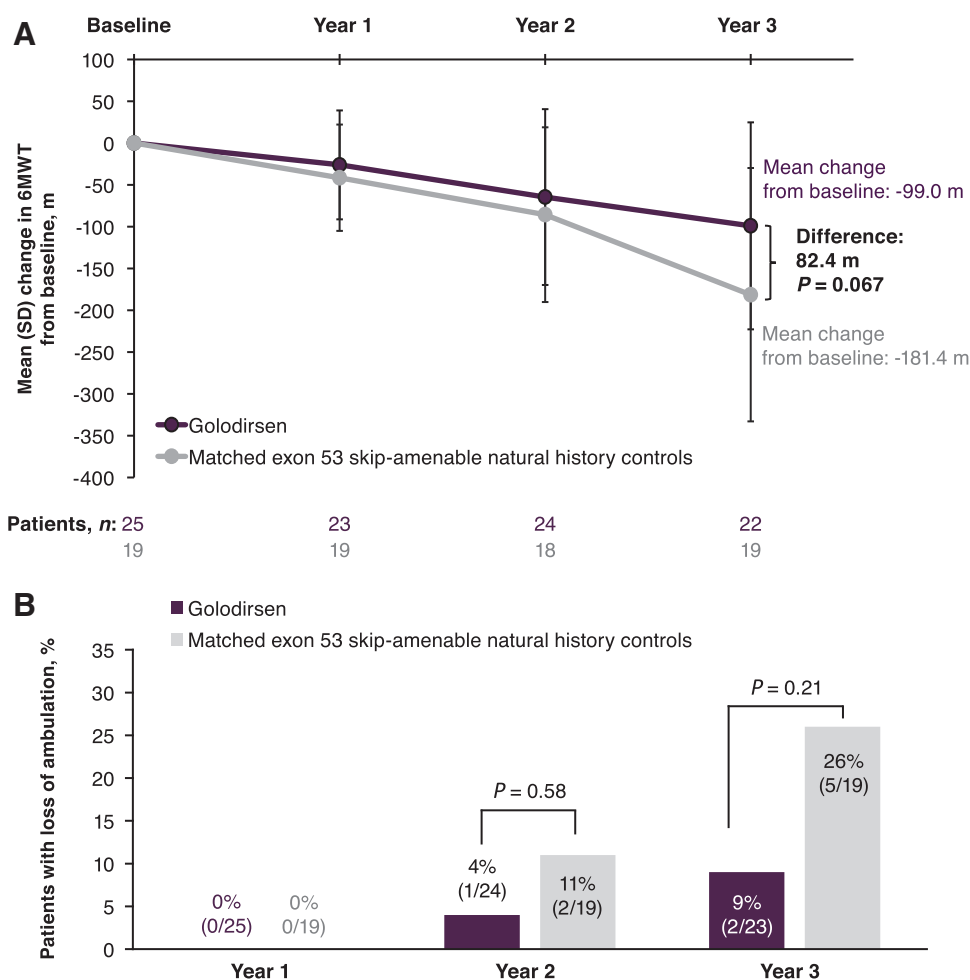 A
Baseline Year 1 Year 2 Year 3
Mean (SD) change in 6MWT
from baseline, m
100
50
0
-50
-100
-150
-200
-250
-300
-350
-400
Mean change
from baseline: -99.0 m
Difference:
82.4 m
P = 0.067
Mean change
from baseline: -181.4 m
Golodirsen
Matched exon 53 skip-amenable natural history controls
Patients, n: 25 23 24 22
19 19 18 19
B
Golodirsen
Matched exon 53 skip-amenable natural history controls
Patients with loss of ambulation, %
35
30
25
20
15
10
5
0
0%
(0/25)
0%
0/19)
P = 0.58
4%
(1/24)
11%
(2/19)
P = 0.21
9%
(2/23)
26%
(5/19)
Year 1 Year 2 Year 3